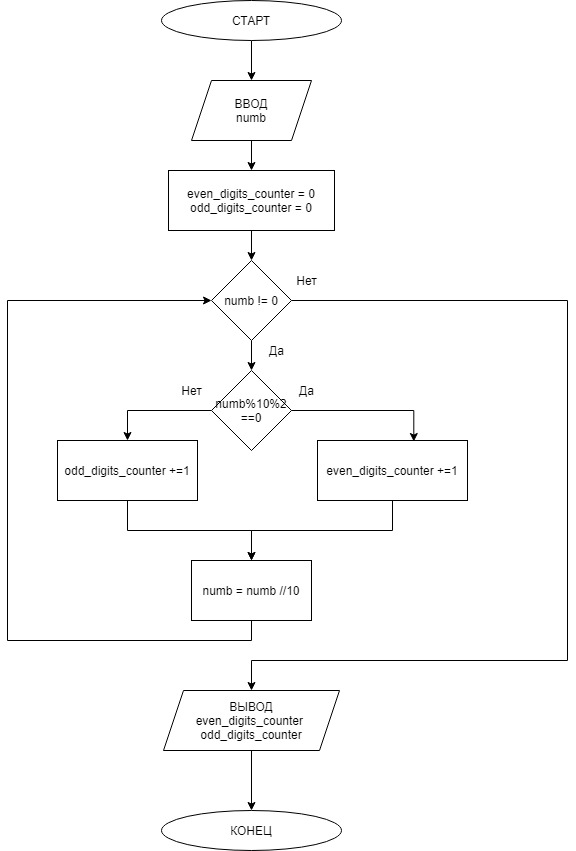 СТАРТ
ВВОД
numb
even_digits_counter = 0
odd_digits_counter = 0
Нет
numb != 0
Да
Нет
Да
numb%10%2
==0
odd_digits_counter +=1
even_digits_counter +=1
numb = numb //10
ВЫВОД
even_digits_counter
odd_digits_counter
КОНЕЦ